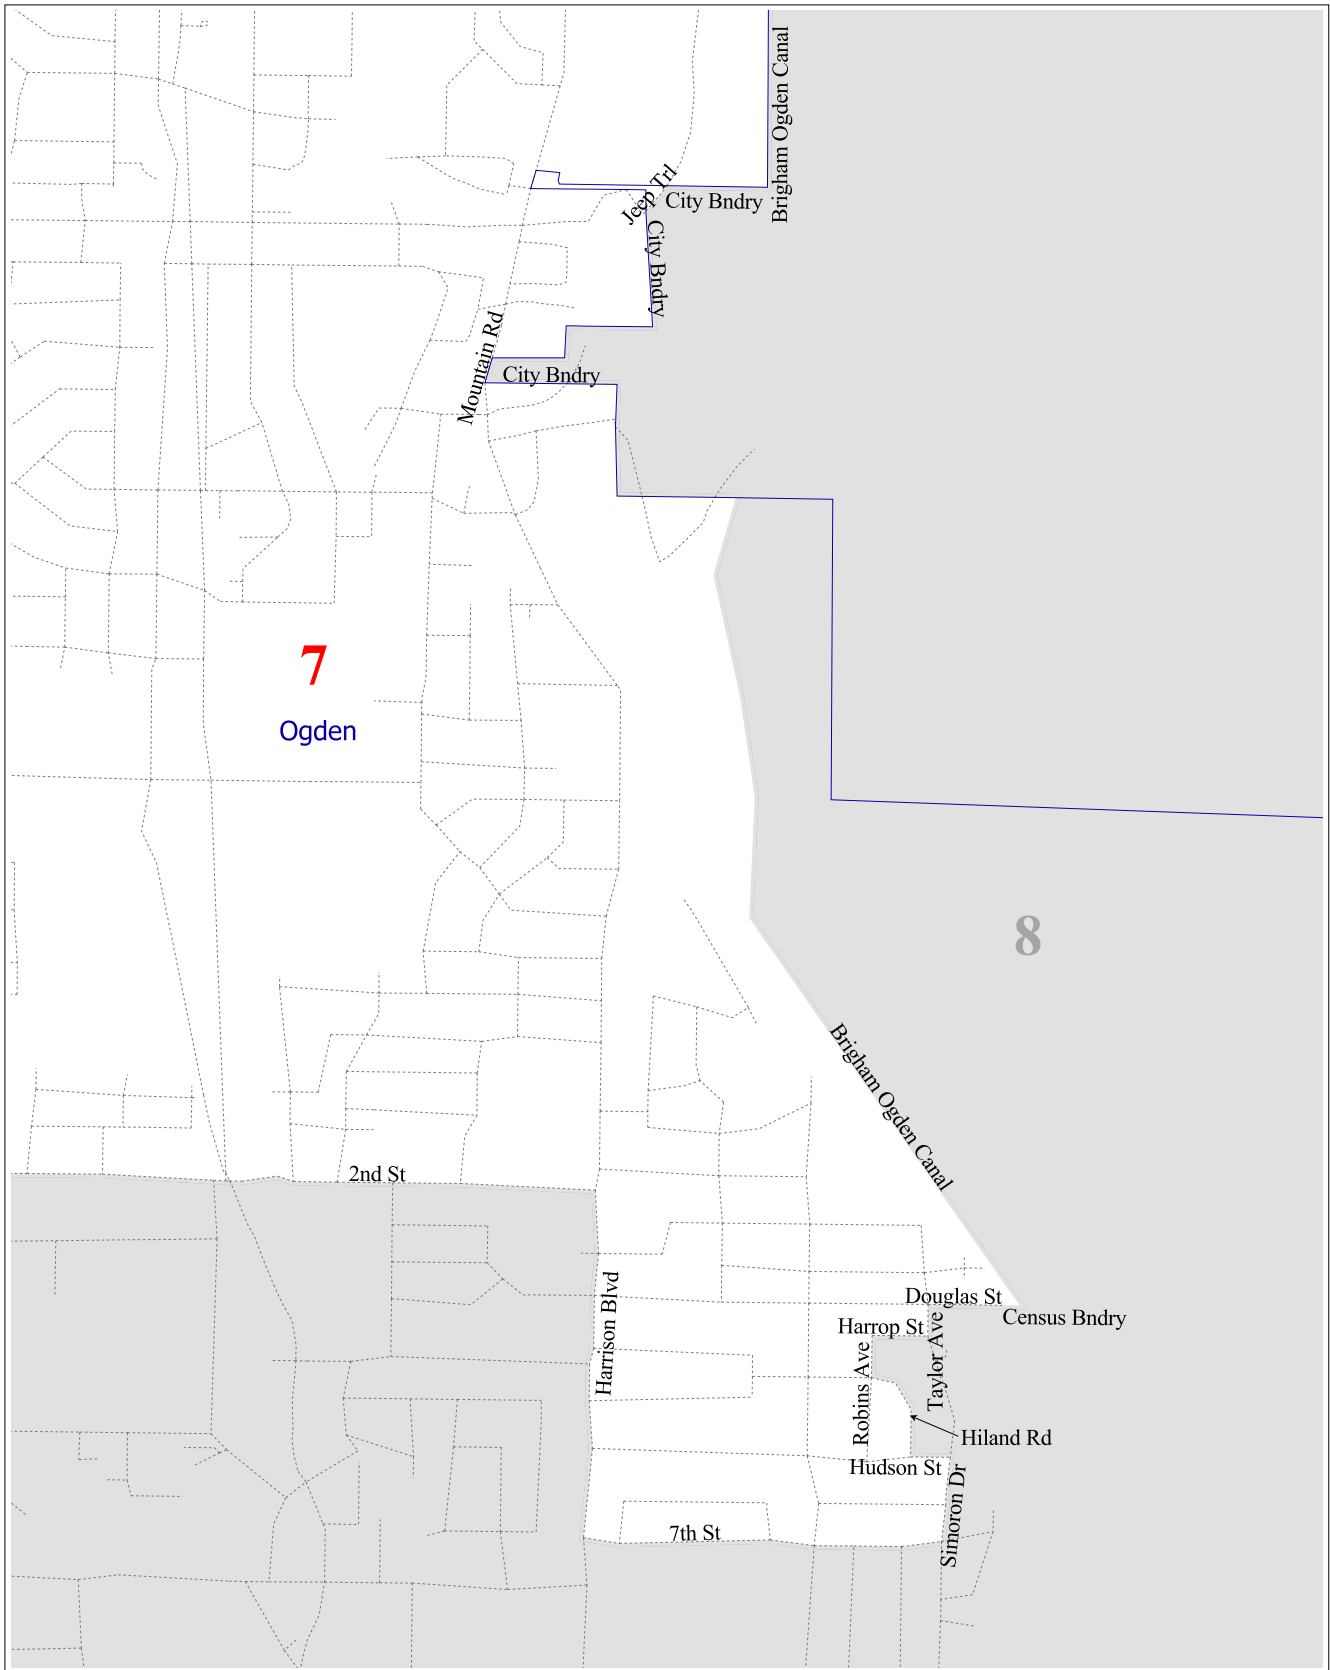 Brigham Ogden Canal
Jeep Trl
City Bndry
City Bndry
Mountain Rd
City Bndry
7
Ogden
8
Brigham Ogden Canal
2nd St
Harrison Blvd
Douglas St
Census Bndry
Harrop St
Taylor Ave
Robins Ave
Hiland Rd
Hudson St
Simoron Dr
7th St